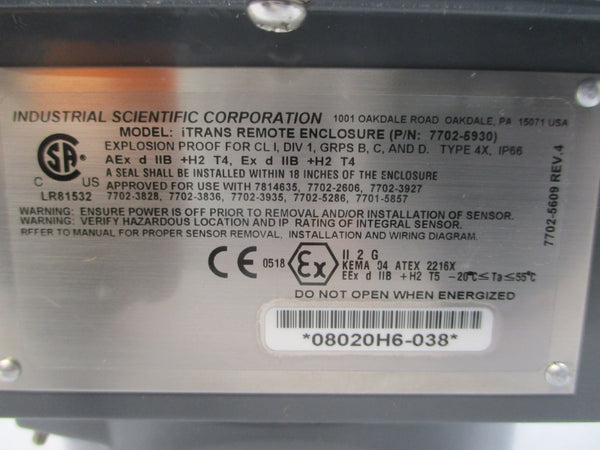 INDUSTRIAL SCIENTIFIC CORPORATION 1001 OAKDALE ROAD OAKDALE, PA 15071 USA
MODEL: iTRANS REMOTE ENCLOSURE (P/N: 7702-5930)
EXPLOSION PROOF FOR CL I, DIV 1, GRPS B, C, AND D. TYPE 4X, IP66
AEx d IIB +H2 T4, Ex d IIB +H2 T4
A SEAL SHALL BE INSTALLED WITHIN 18 INCHES OF THE ENCLOSURE
SA
C US
LR81532
APPROVED FOR USE WITH 7814635, 7702-2606, 7702-3927
7702-3828, 7702-3836, 7702-3935, 7702-5286, 7701-5857
WARNING: ENSURE POWER IS OFF PRIOR TO REMOVAL AND/OR INSTALLATION OF SENSOR.
WARNING: VERIFY HAZARDOUS LOCATION AND IP RATING OF INTEGRAL SENSOR.
REFER TO MANUAL FOR PROPER SENSOR REMOVAL, INSTALLATION AND WIRING DIAGRAM.
7702-5609 REV.4
CE 0518 Ex II 2 G
KEMA 04 ATEX 2216X
EEx d IIB +H2 T5 -20°C≤Ta≤55°C
DO NOT OPEN WHEN ENERGIZED
*08020H6-038*